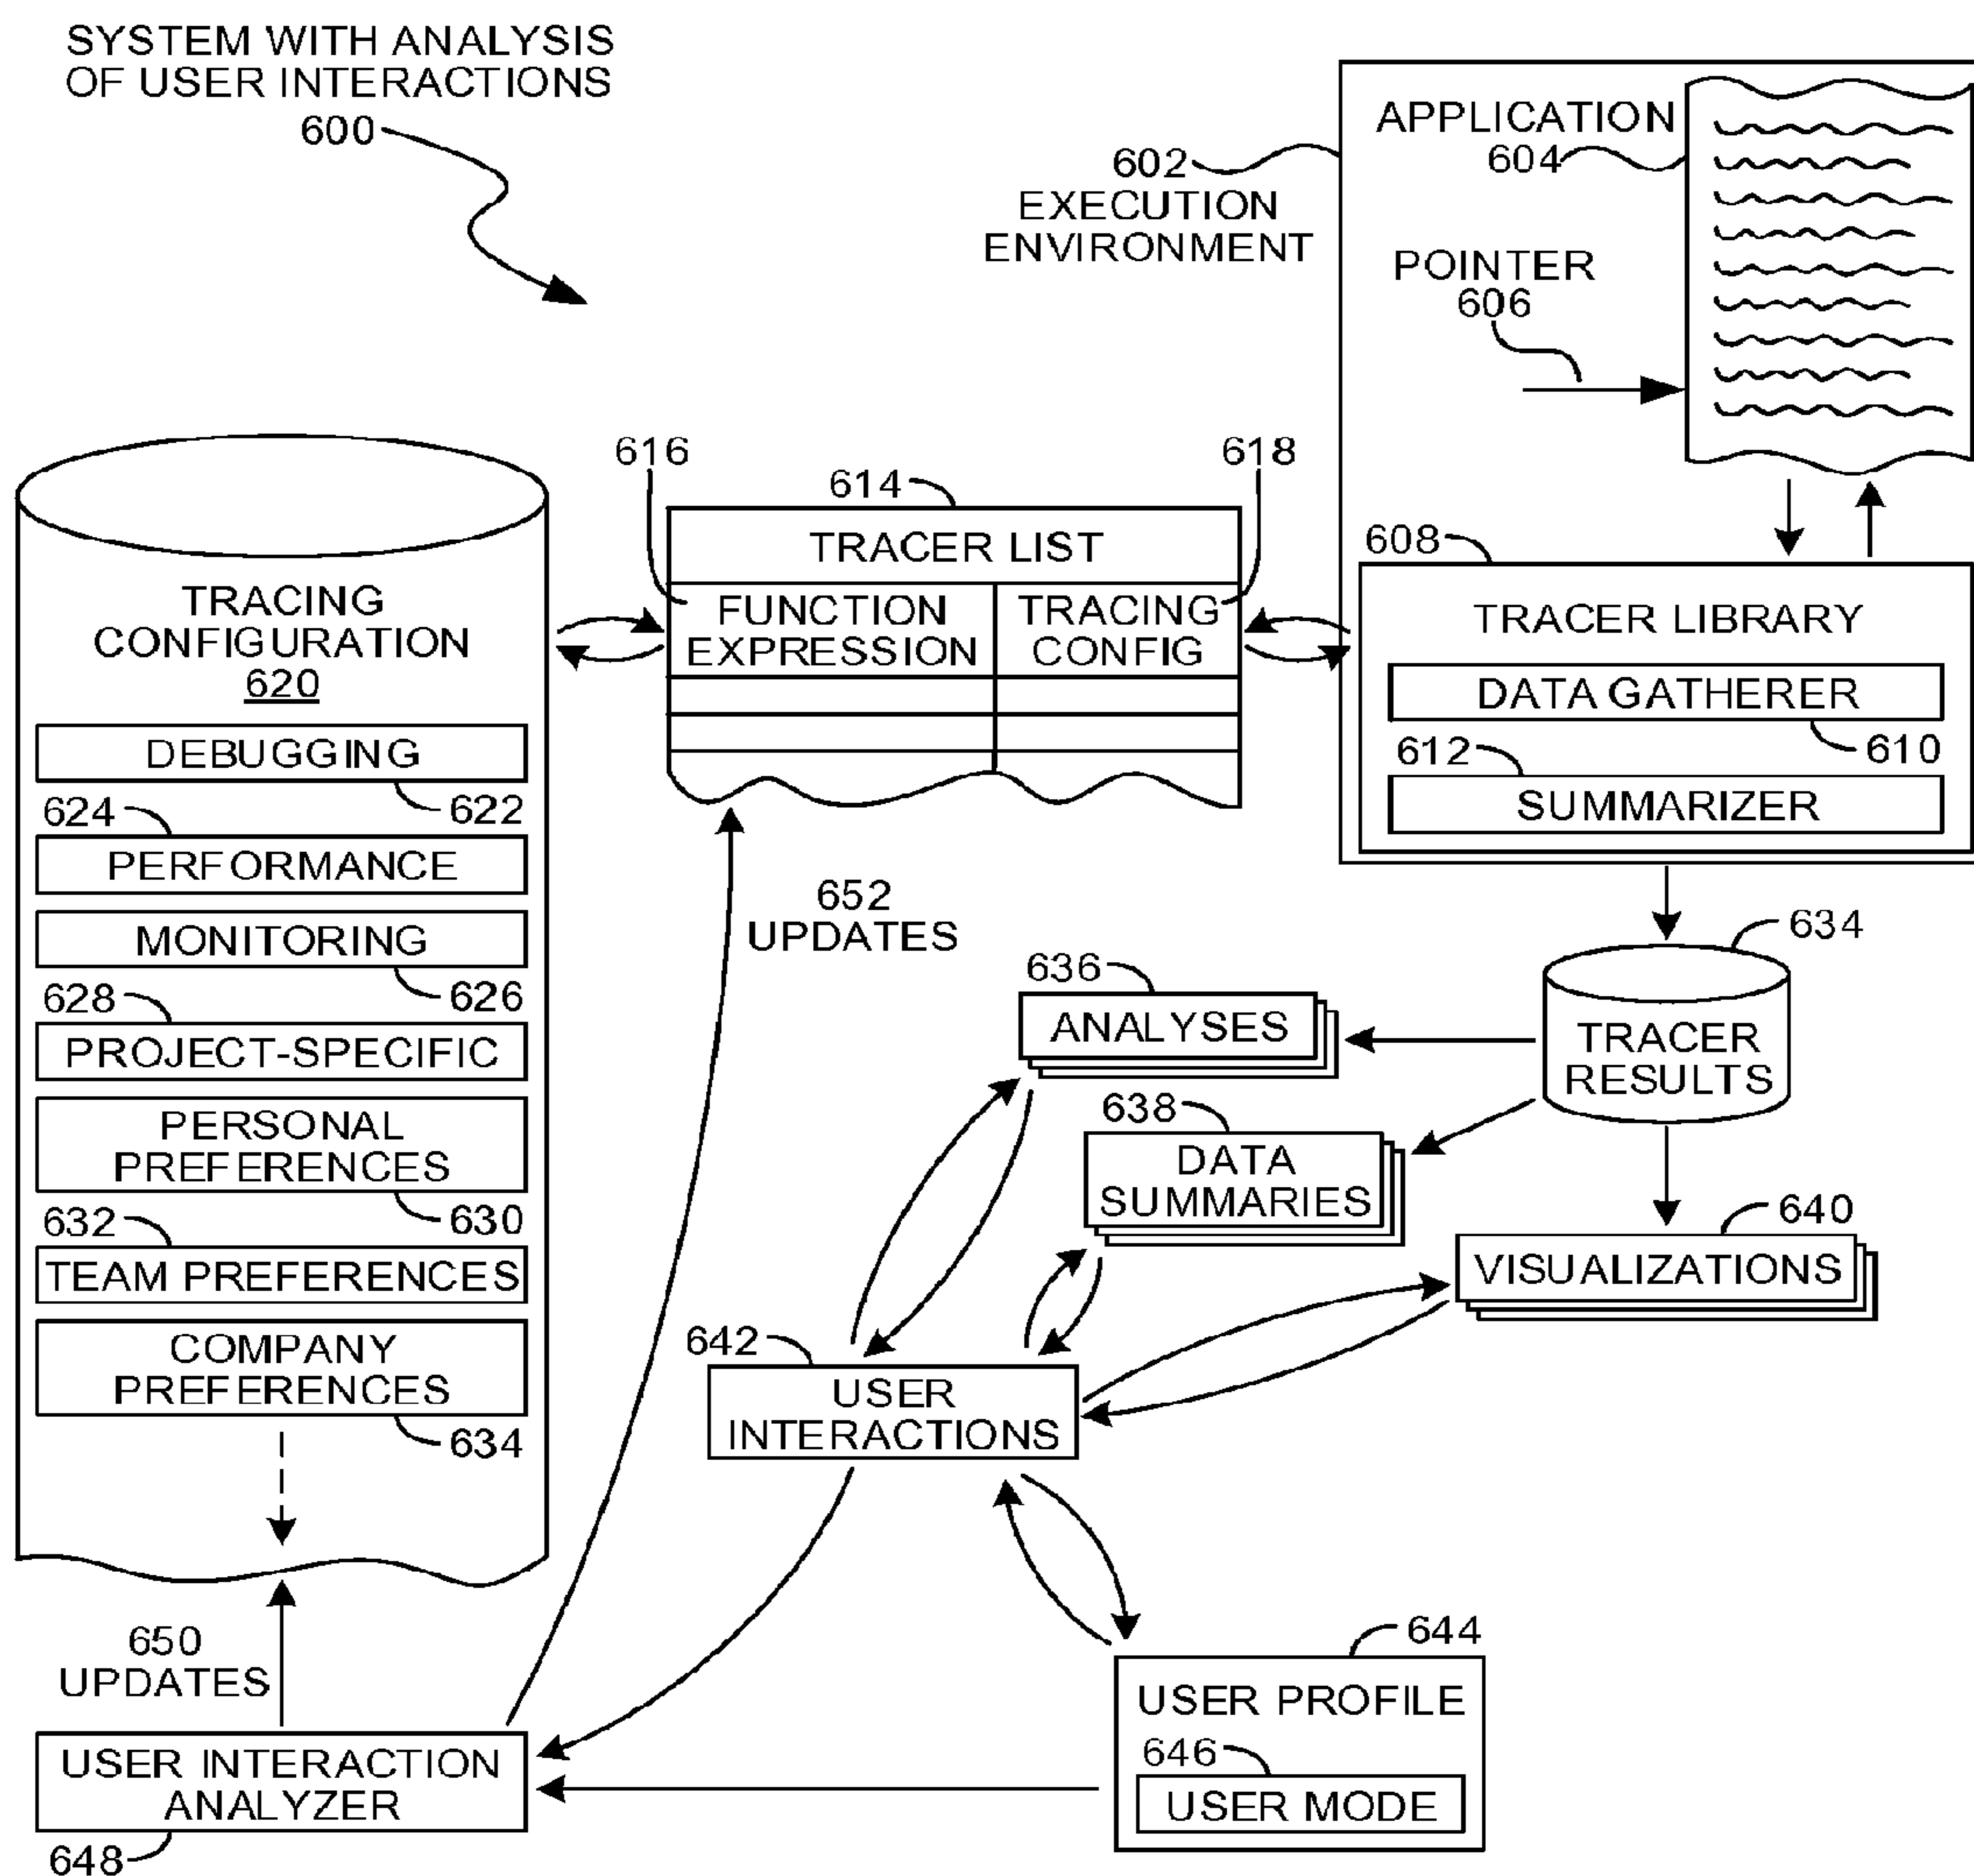 SYSTEM WITH ANALYSIS
OF USER INTERACTIONS
600
602
EXECUTION
ENVIRONMENT
APPLICATION
604
POINTER
606
616
614
618
TRACER LIST
FUNCTION
EXPRESSION
TRACING
CONFIG
608
TRACER LIBRARY
DATA GATHERER
610
612
SUMMARIZER
TRACING
CONFIGURATION
620
DEBUGGING
622
624
PERFORMANCE
MONITORING
626
628
PROJECT-SPECIFIC
PERSONAL
PREFERENCES
630
632
TEAM PREFERENCES
COMPANY
PREFERENCES
634
652
UPDATES
634
TRACER
RESULTS
636
ANALYSES
638
DATA
SUMMARIES
640
VISUALIZATIONS
642
USER
INTERACTIONS
650
UPDATES
644
USER PROFILE
646
USER MODE
USER INTERACTION
ANALYZER
648